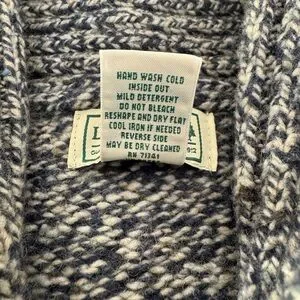 HAND WASH COLD
INSIDE OUT
MILD DETERGENT
DO NOT BLEACH
RESHAPE AND DRY FLAT
COOL IRON IF NEEDED
REVERSE SIDE
MAY BE DRY CLEANED
RN 71341